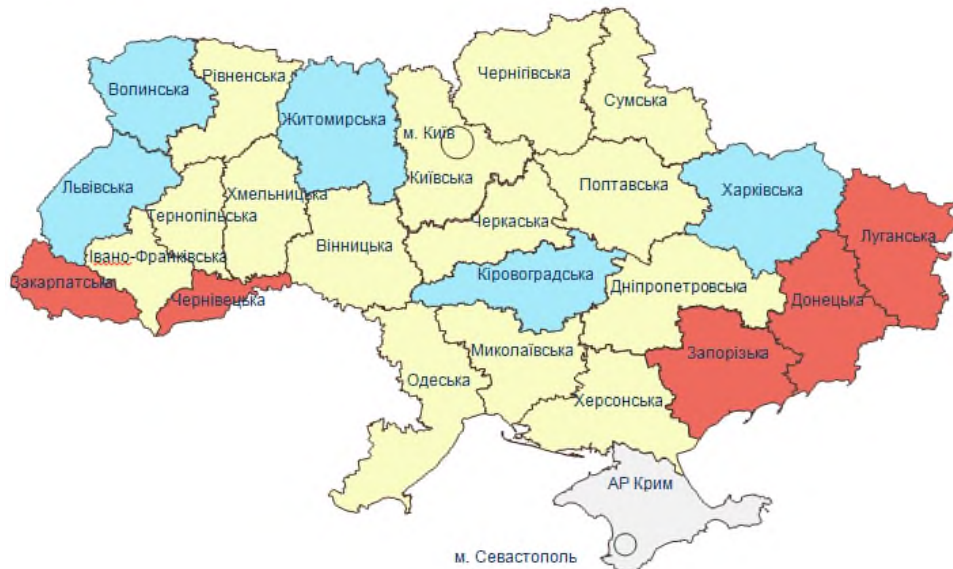 Волинська
Рівненська
Житомирська
м. Київ
Київська
Чернігівська
Сумська
Львівська
Тернопільська
Хмельницька
Вінницька
Черкаська
Полтавська
Харківська
Луганська
Івано-Франківська
Закарпатська
Чернівецька
Кіровоградська
Дніпропетровська
Донецька
Запорізька
Миколаївська
Одеська
Херсонська
АР Крим
м. Севастополь